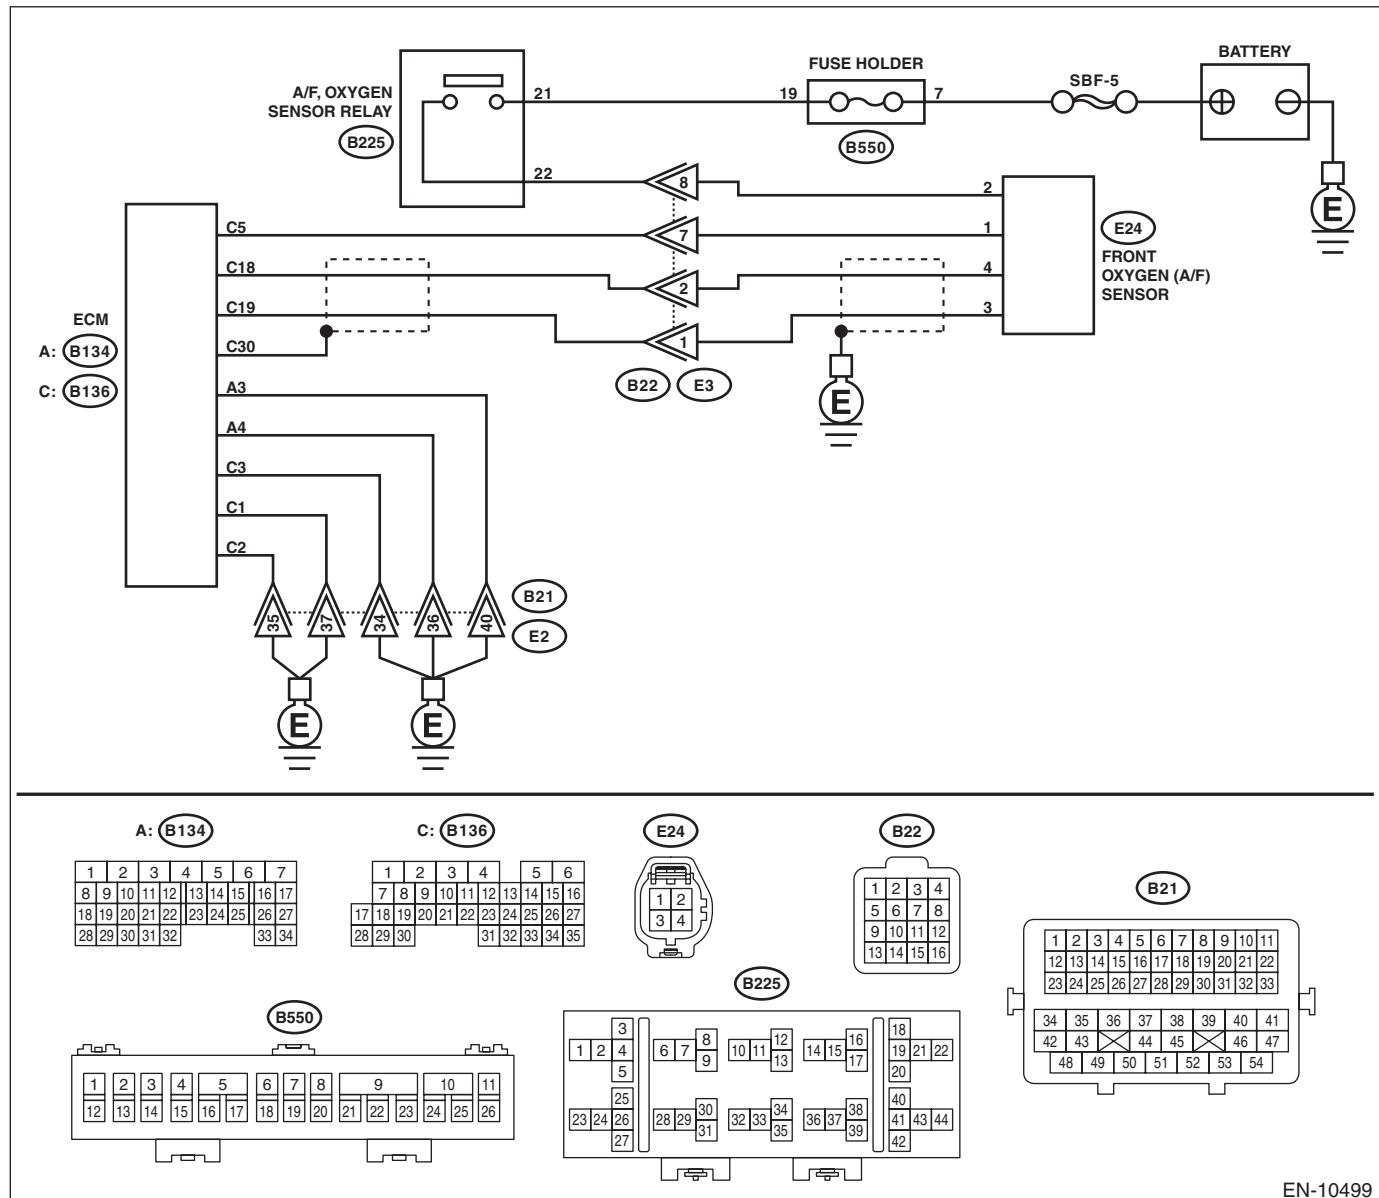 BATTERY
FUSE HOLDER
SBF-5
A/F, OXYGEN
SENSOR RELAY
B225
21
19
7
B550
22
8
2
E
C5
7
1
E24
FRONT
OXYGEN (A/F)
SENSOR
C18
2
4
C19
1
3
ECM
A: B134
C: B136
C30
B22
E3
E
A3
A4
C3
C1
C2
35
37
34
36
40
B21
E2
E
E
A: B134
1 2 3 4 5 6 7
8 9 10 11 12 13 14 15 16 17
18 19 20 21 22 23 24 25 26 27
28 29 30 31 32 33 34
C: B136
1 2 3 4 5 6
7 8 9 10 11 12 13 14 15 16
17 18 19 20 21 22 23 24 25 26 27
28 29 30 31 32 33 34 35
E24
1 2
3 4
B22
1 2 3 4
5 6 7 8
9 10 11 12
13 14 15 16
B21
1 2 3 4 5 6 7 8 9 10 11
12 13 14 15 16 17 18 19 20 21 22
23 24 25 26 27 28 29 30 31 32 33
34 35 36 37 38 39 40 41
42 43 44 45 46 47
48 49 50 51 52 53 54
B550
1 2 3 4 5 6 7 8 9 10 11
12 13 14 15 16 17 18 19 20 21 22 23 24 25 26
B225
3 8 12 16 18
1 2 4 6 7 10 11 14 15 19 21 22
5 9 13 17 20
25 30 34 38 40
23 24 26 28 29 32 33 36 37 41 43 44
27 31 35 39 42
EN-10499